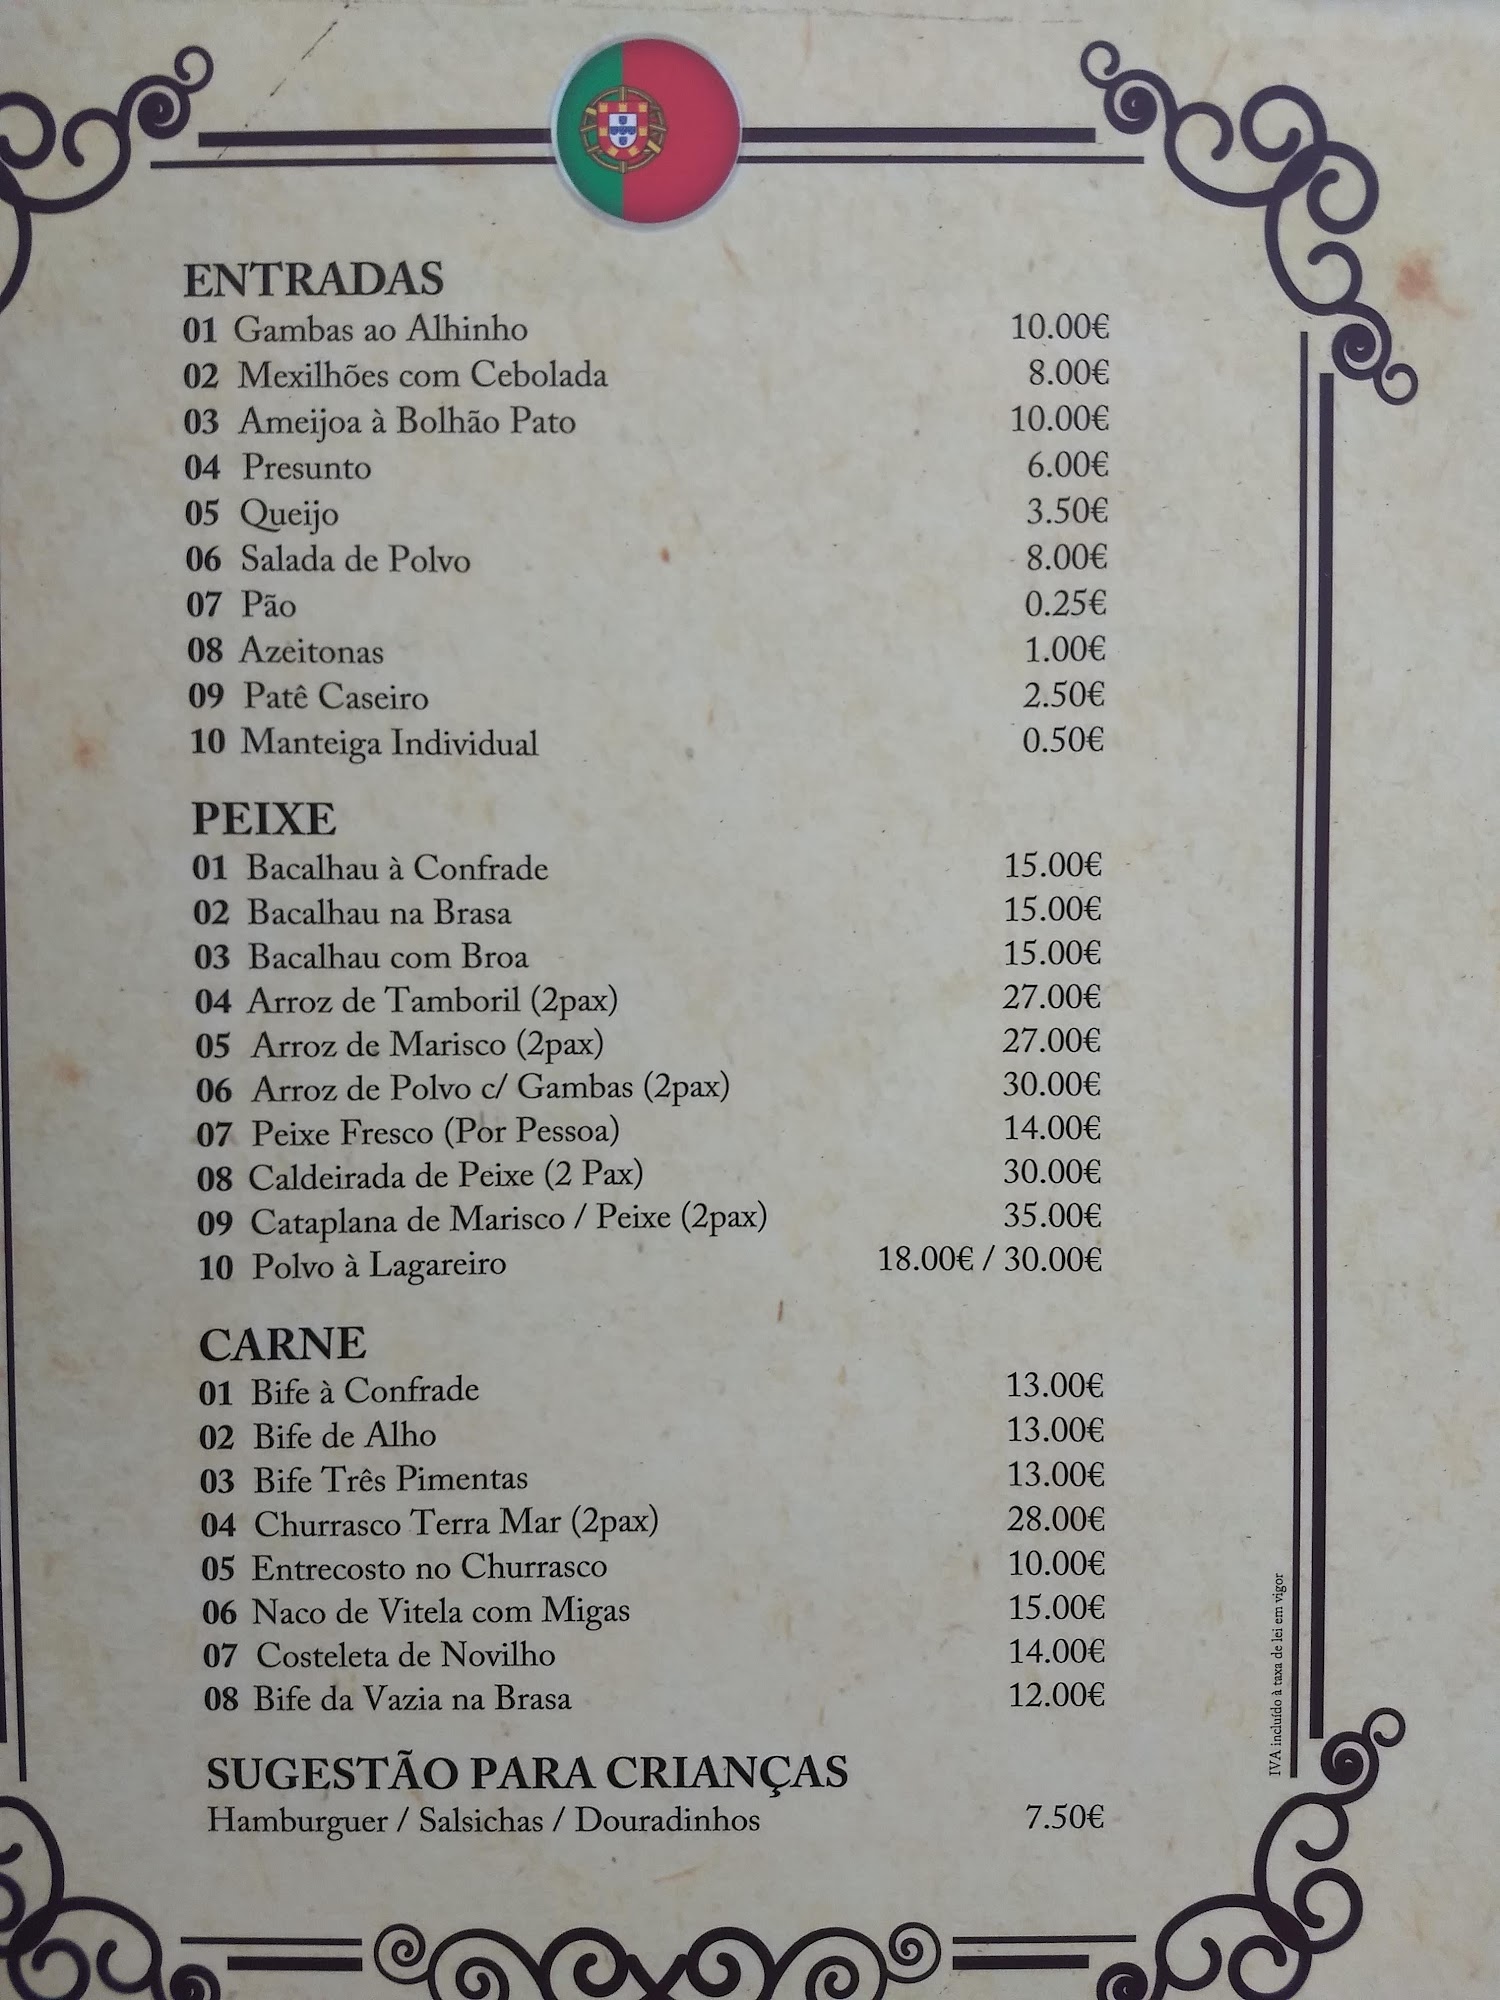 ENTRADAS
01 Gambas ao Alhinho 10.00€
02 Mexilhões com Cebolada 8.00€
03 Ameijoa à Bolhão Pato 10.00€
04 Presunto 6.00€
05 Queijo 3.50€
06 Salada de Polvo 8.00€
07 Pão 0.25€
08 Azeitonas 1.00€
09 Patê Caseiro 2.50€
10 Manteiga Individual 0.50€
PEIXE
01 Bacalhau à Confrade 15.00€
02 Bacalhau na Brasa 15.00€
03 Bacalhau com Broa 15.00€
04 Arroz de Tamboril (2pax) 27.00€
05 Arroz de Marisco (2pax) 27.00€
06 Arroz de Polvo c/ Gambas (2pax) 30.00€
07 Peixe Fresco (Por Pessoa) 14.00€
08 Caldeirada de Peixe (2 Pax) 30.00€
09 Cataplana de Marisco / Peixe (2pax) 35.00€
10 Polvo à Lagareiro 18.00€ / 30.00€
CARNE
01 Bife à Confrade 13.00€
02 Bife de Alho 13.00€
03 Bife Três Pimentas 13.00€
04 Churrasco Terra Mar (2pax) 28.00€
05 Entrecosto no Churrasco 10.00€
06 Naco de Vitela com Migas 15.00€
07 Costeleta de Novilho 14.00€
08 Bife da Vazia na Brasa 12.00€
SUGESTÃO PARA CRIANÇAS
Hamburguer / Salsichas / Douradinhos 7.50€
IVA incluído à taxa de lei em vigor